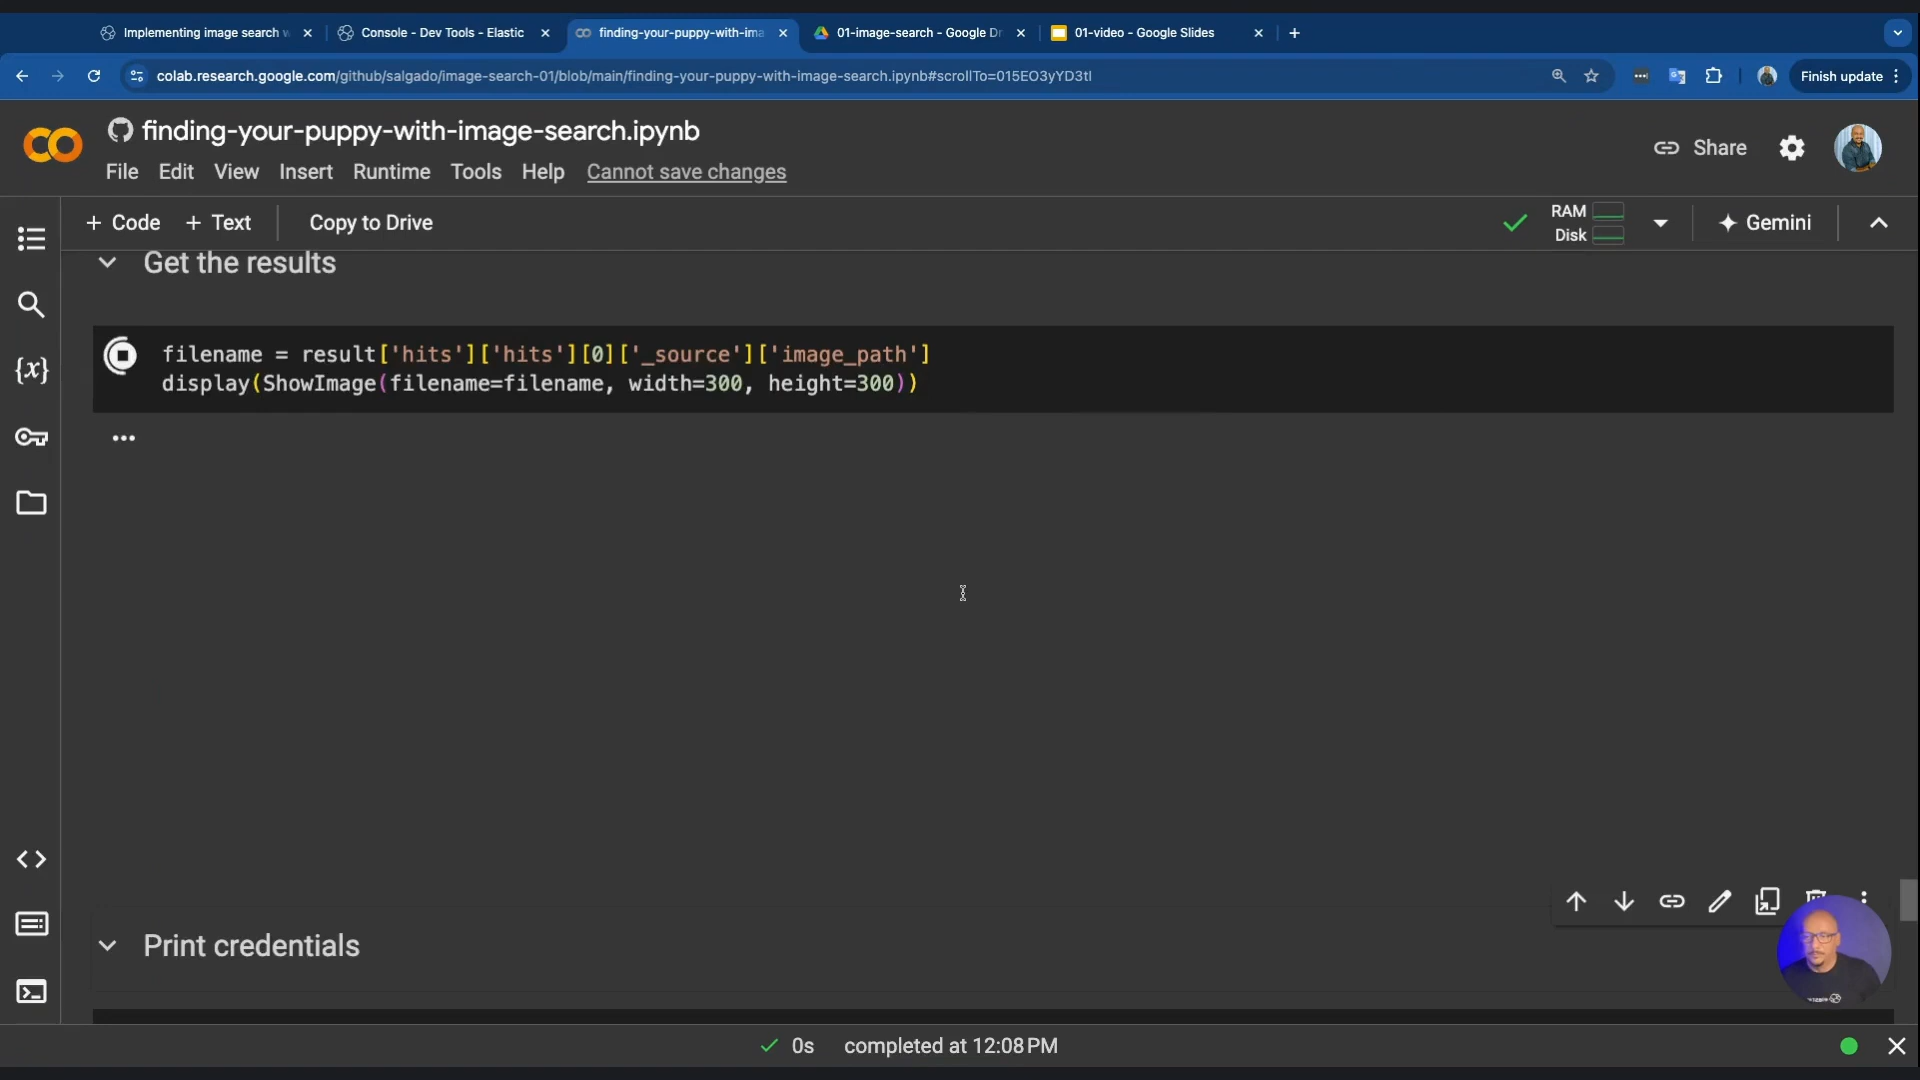 Implementing image search w
Console - Dev Tools - Elastic
finding-your-puppy-with-ima
01-image-search - Google Dr
01-video - Google Slides
colab.research.google.com/github/salgado/image-search-01/blob/main/finding-your-puppy-with-image-search.ipynb#scrollTo=015EO3yYD3tI
Finish update
CO
finding-your-puppy-with-image-search.ipynb
File Edit View Insert Runtime Tools Help Cannot save changes
Share
+ Code + Text Copy to Drive
RAM
Disk
Gemini
Get the results
{x}
filename = result['hits']['hits'][0]['_source']['image_path']
display(ShowImage(filename=filename, width=300, height=300))
Print credentials
0s completed at 12:08 PM